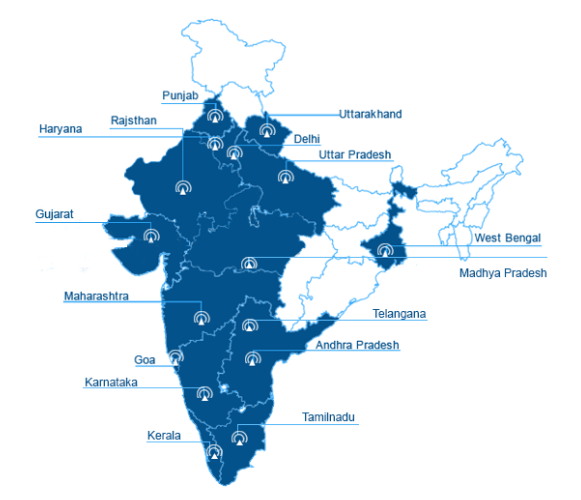 Punjab
Uttarakhand
Rajsthan
Haryana
Delhi
Uttar Pradesh
Gujarat
West Bengal
Madhya Pradesh
Maharashtra
Telangana
Andhra Pradesh
Goa
Karnataka
Tamilnadu
Kerala